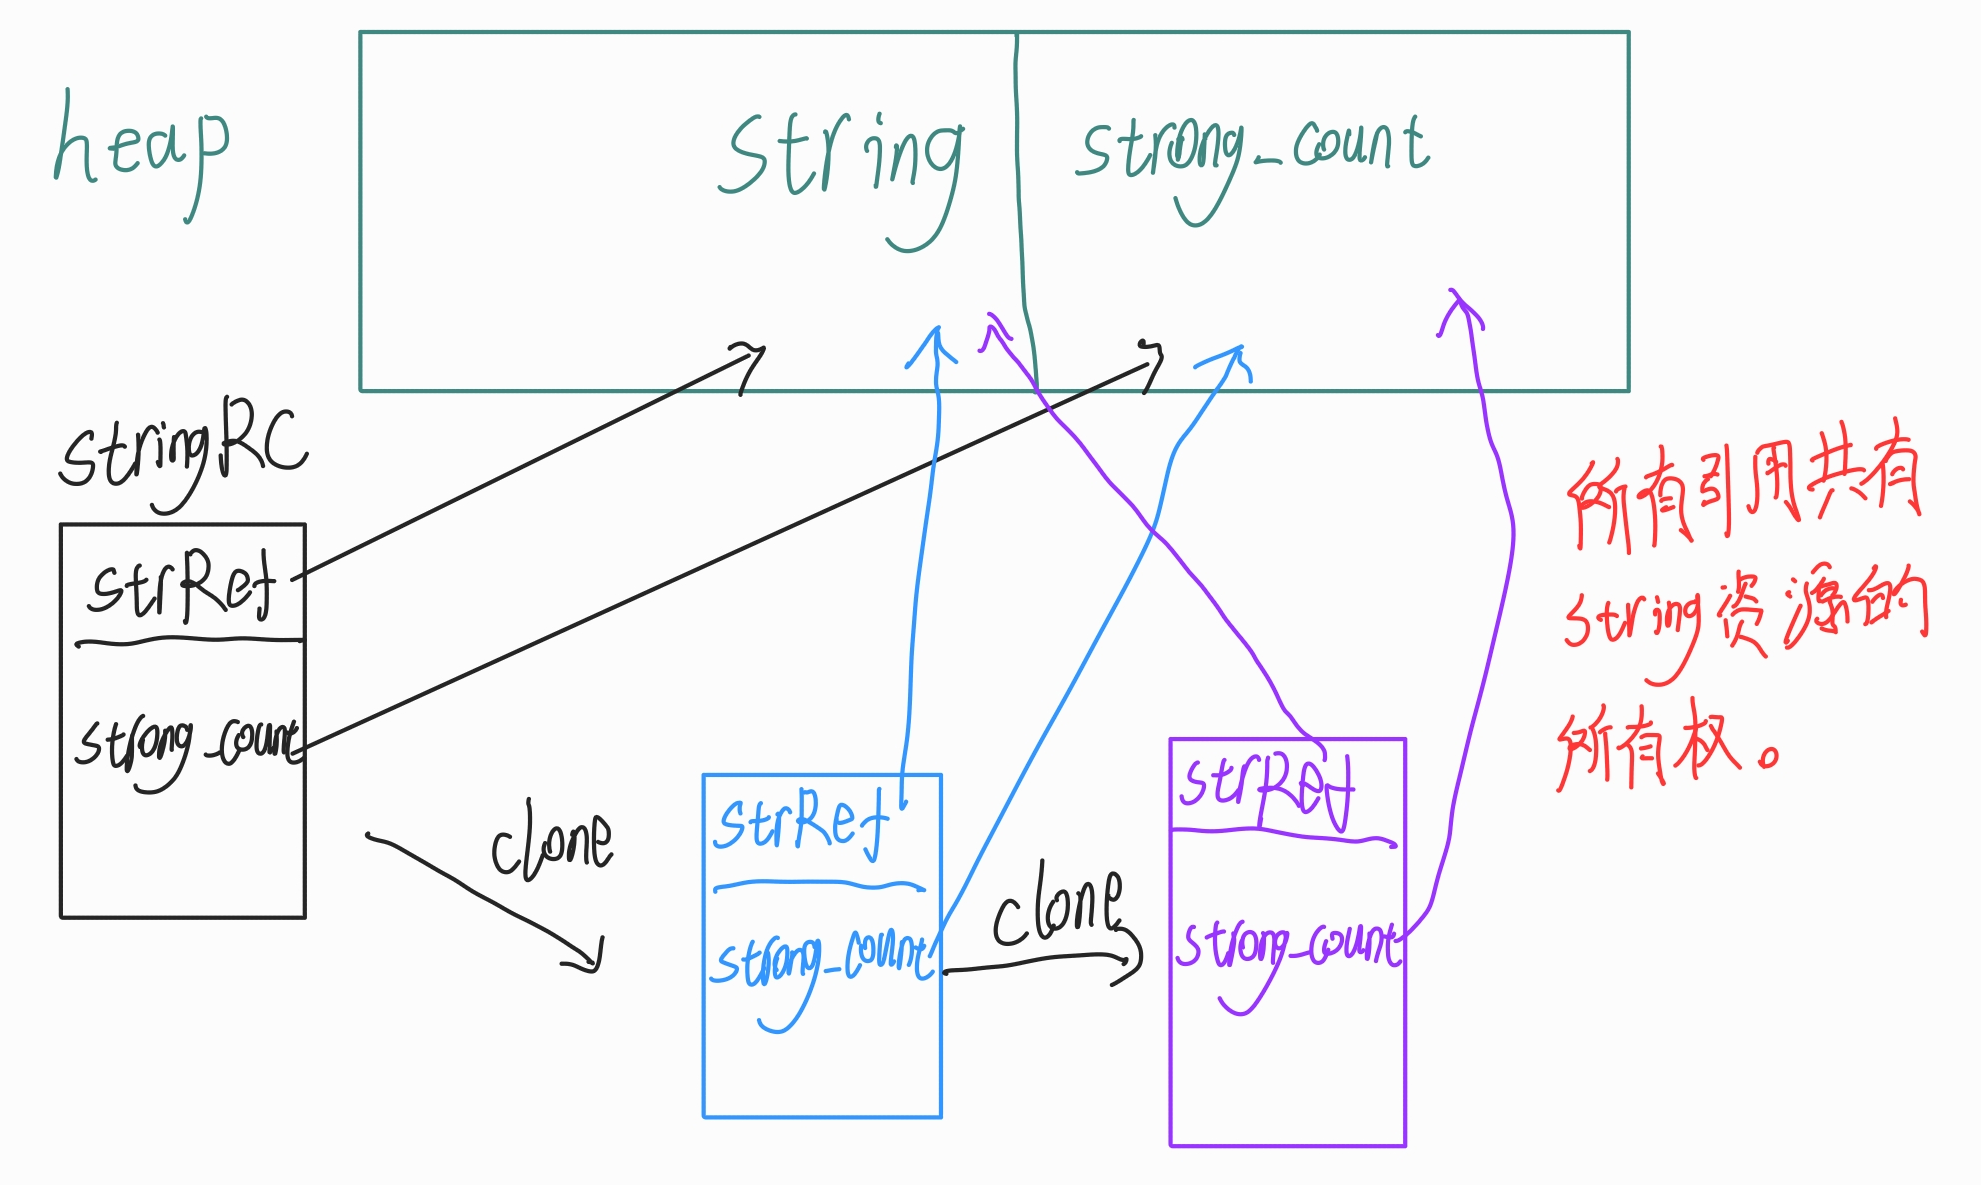 heap
string
strong_count
stringRC
strRef
strong_count
clone
strRef
strong_count
clone
strRef
strong_count
所有引用共有
string资源的
所有权。